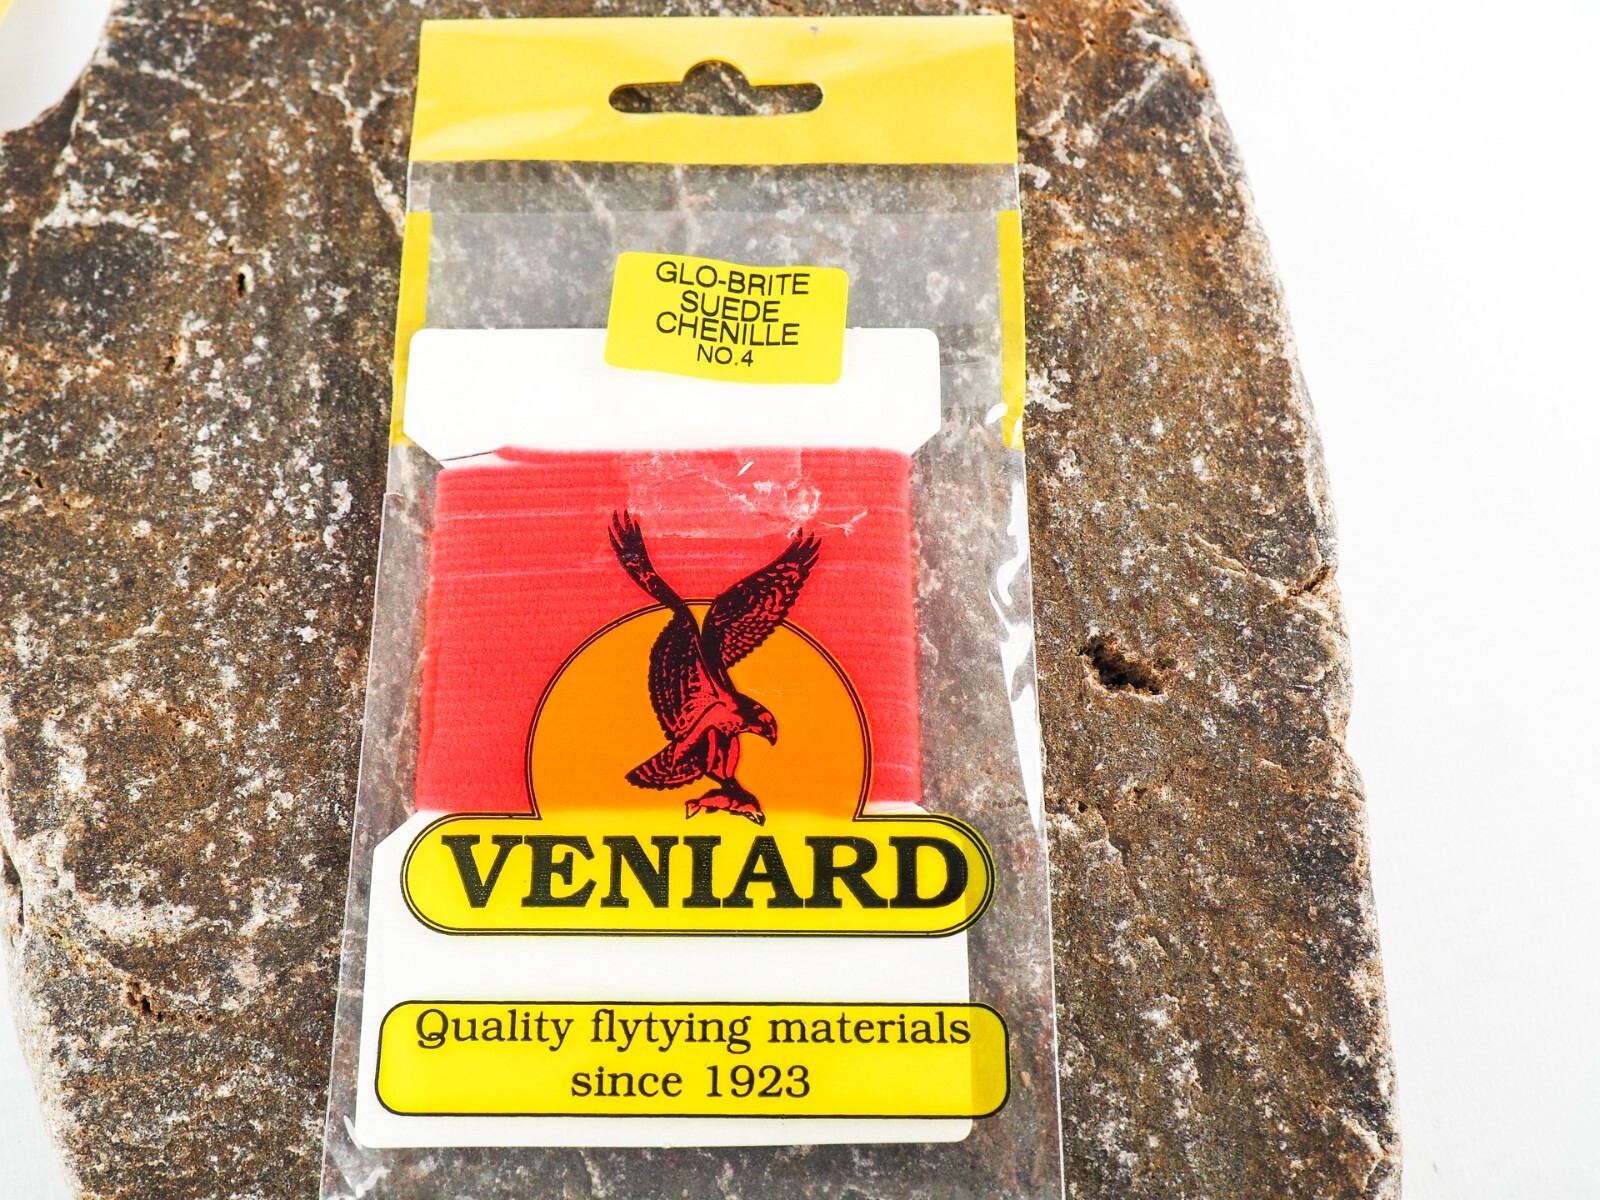 GLO-BRITE
SUEDE
CHENILLE
NO.4
VENIARD
Quality flytying materials
since 1923